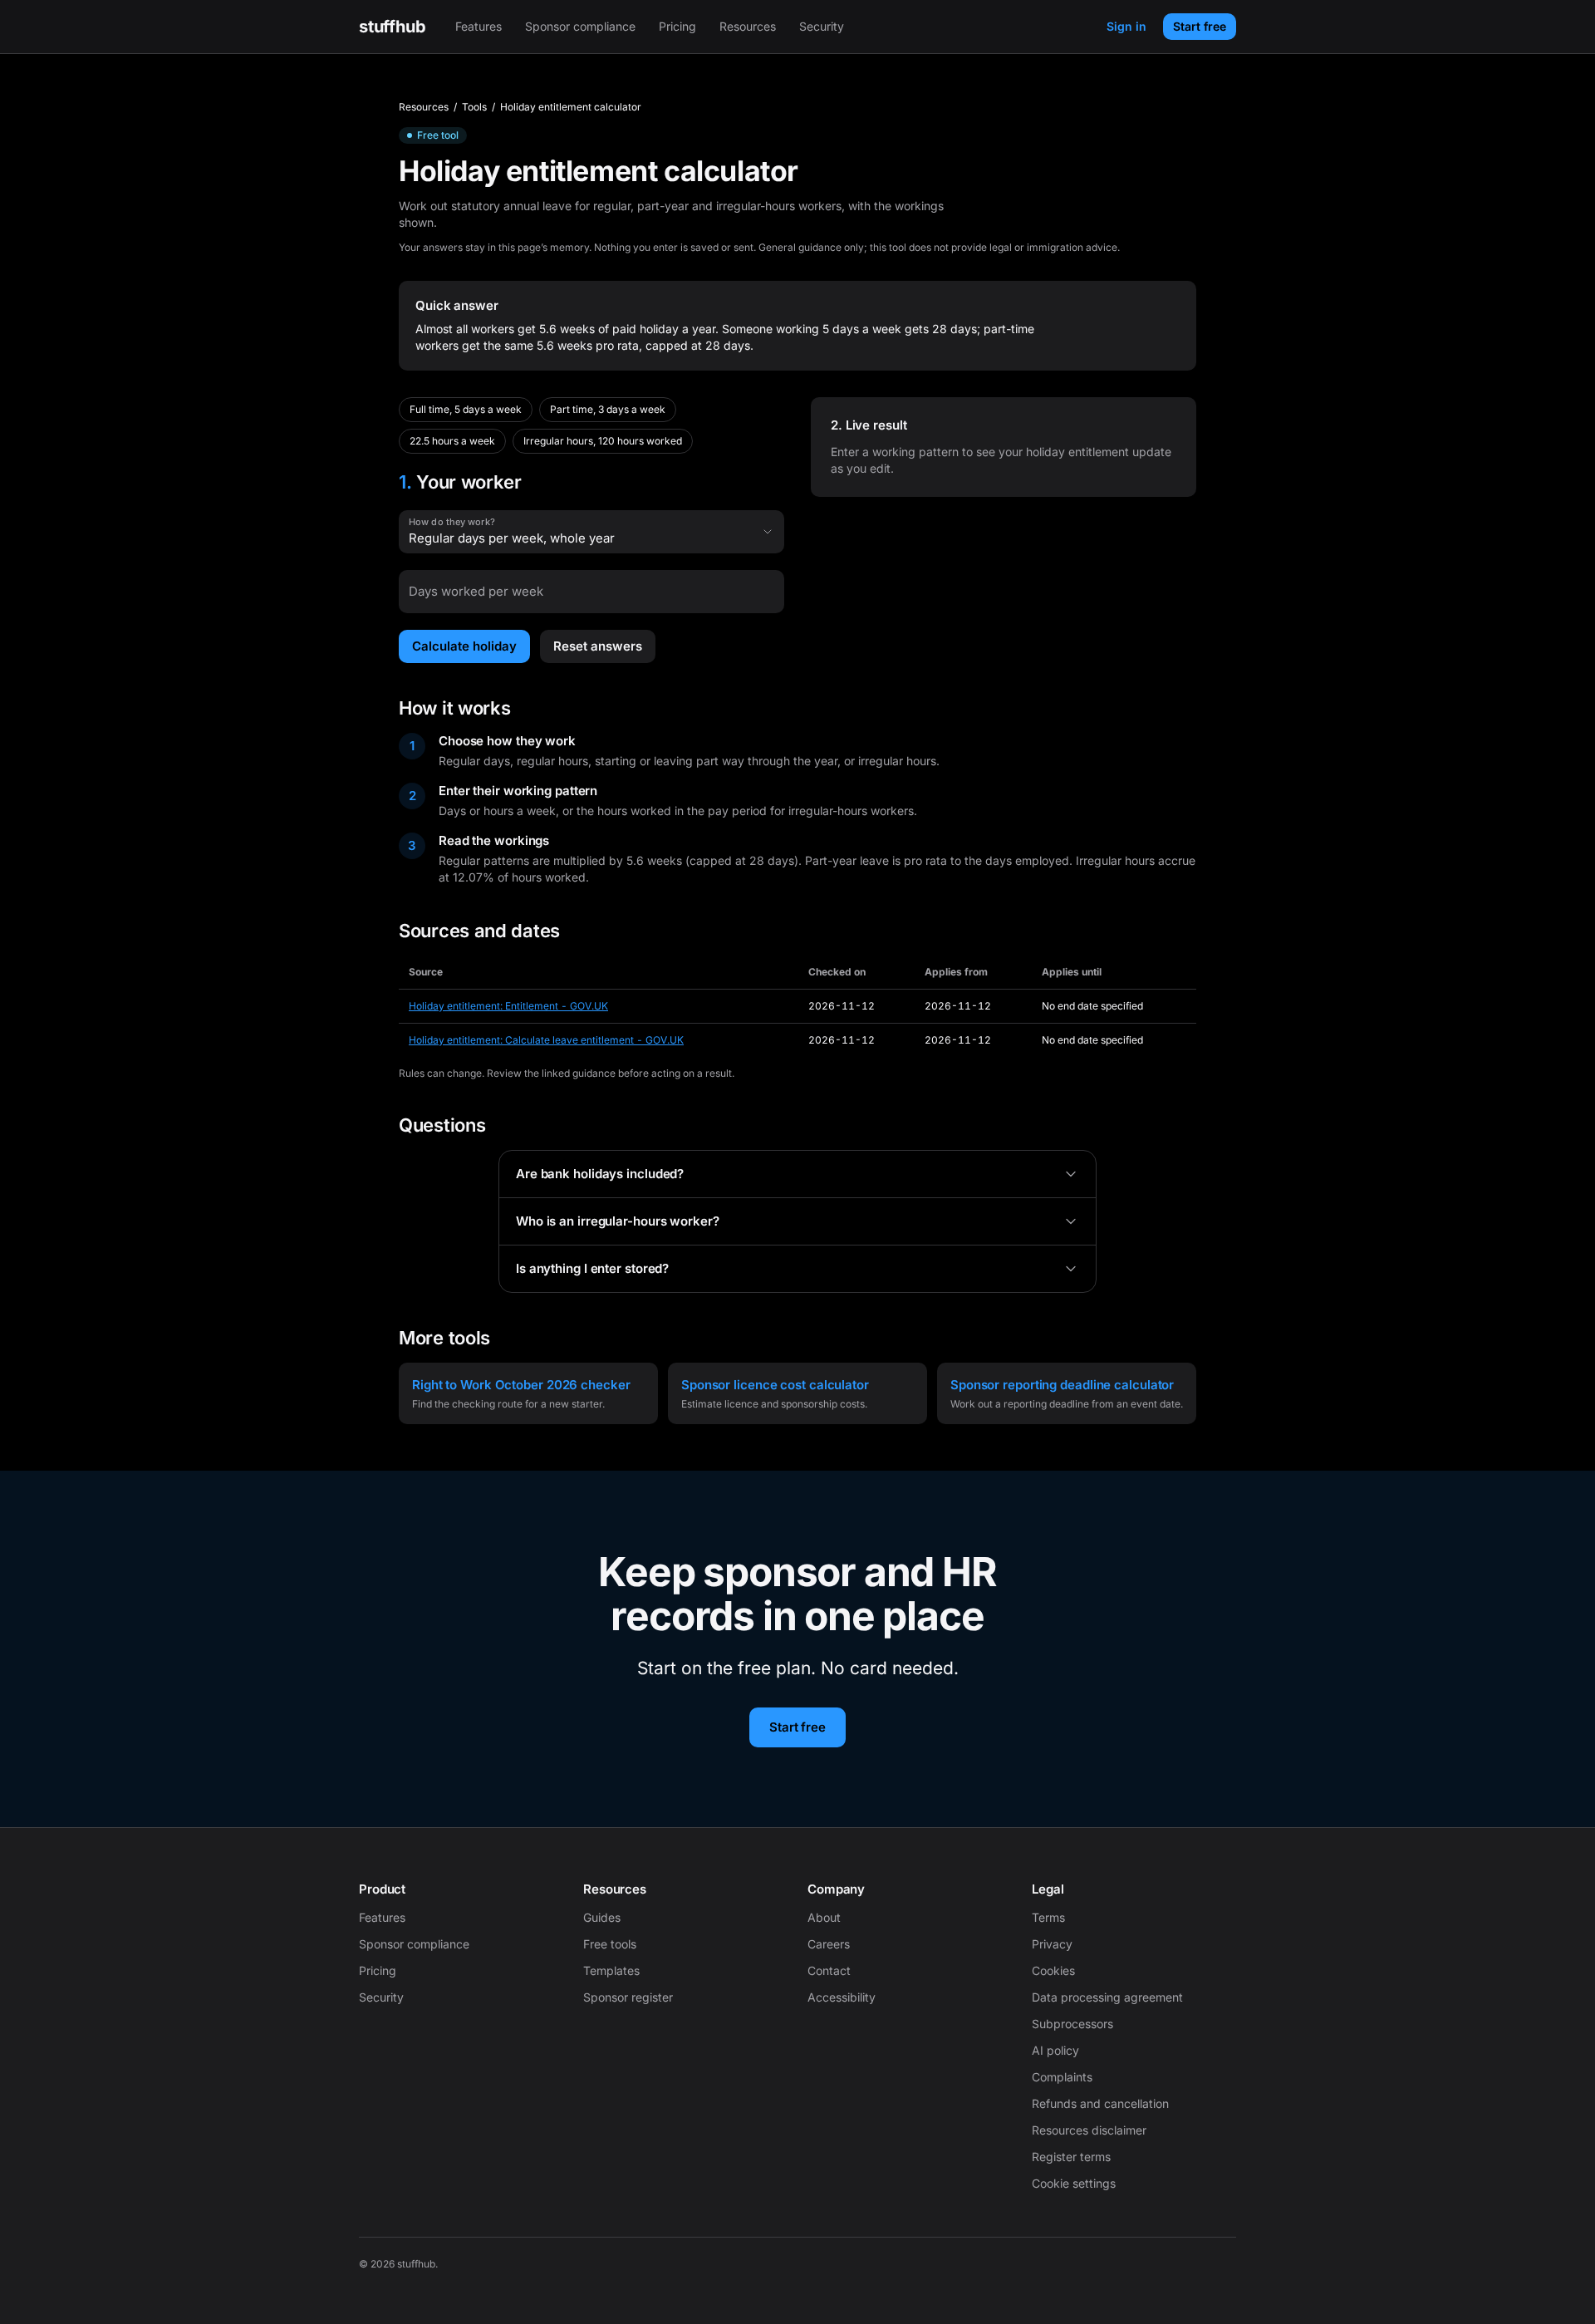 stuffhub
Features
Sponsor compliance
Pricing
Resources
Security
Sign in
Start free
Resources / Tools / Holiday entitlement calculator
Free tool
Holiday entitlement calculator
Work out statutory annual leave for regular, part-year and irregular-hours workers, with the workings
shown.
Your answers stay in this page's memory. Nothing you enter is saved or sent. General guidance only; this tool does not provide legal or immigration advice.
Quick answer
Almost all workers get 5.6 weeks of paid holiday a year. Someone working 5 days a week gets 28 days; part-time
workers get the same 5.6 weeks pro rata, capped at 28 days.
Full time, 5 days a week
Part time, 3 days a week
22.5 hours a week
Irregular hours, 120 hours worked
1. Your worker
How do they work?
Regular days per week, whole year
Days worked per week
Calculate holiday
Reset answers
2. Live result
Enter a working pattern to see your holiday entitlement update
as you edit.
How it works
1
Choose how they work
Regular days, regular hours, starting or leaving part way through the year, or irregular hours.
2
Enter their working pattern
Days or hours a week, or the hours worked in the pay period for irregular-hours workers.
3
Read the workings
Regular patterns are multiplied by 5.6 weeks (capped at 28 days). Part-year leave is pro rata to the days employed. Irregular hours accrue
at 12.07% of hours worked.
Sources and dates
Source
Checked on
Applies from
Applies until
Holiday entitlement: Entitlement - GOV.UK
2026-11-12
2026-11-12
No end date specified
Holiday entitlement: Calculate leave entitlement - GOV.UK
2026-11-12
2026-11-12
No end date specified
Rules can change. Review the linked guidance before acting on a result.
Questions
Are bank holidays included?
Who is an irregular-hours worker?
Is anything I enter stored?
More tools
Right to Work October 2026 checker
Find the checking route for a new starter.
Sponsor licence cost calculator
Estimate licence and sponsorship costs.
Sponsor reporting deadline calculator
Work out a reporting deadline from an event date.
Keep sponsor and HR
records in one place
Start on the free plan. No card needed.
Start free
Product
Features
Sponsor compliance
Pricing
Security
Resources
Guides
Free tools
Templates
Sponsor register
Company
About
Careers
Contact
Accessibility
Legal
Terms
Privacy
Cookies
Data processing agreement
Subprocessors
AI policy
Complaints
Refunds and cancellation
Resources disclaimer
Register terms
Cookie settings
© 2026 stuffhub.